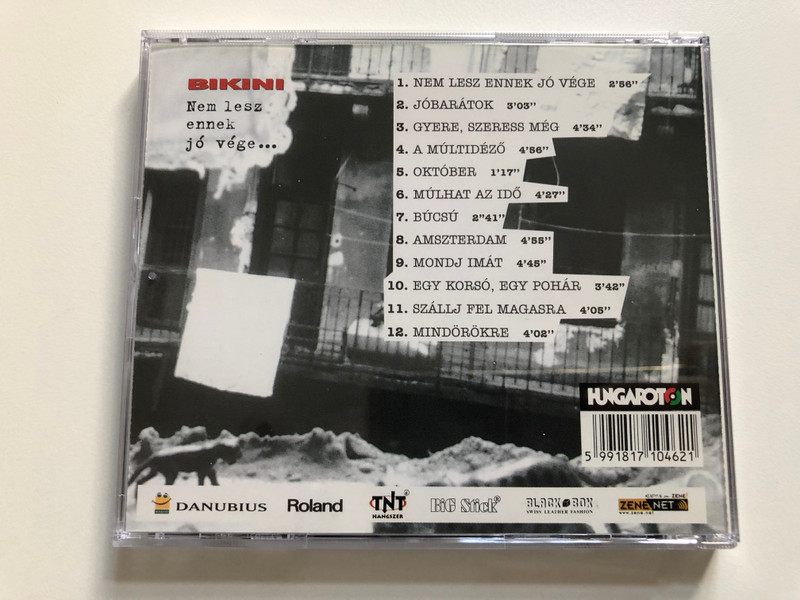 BIKINI
Nem lesz
ennek
jó vége...
1. NEM LESZ ENNEK JÓ VÉGE 2'56''
2. JÓBARÁTOK 3'03''
3. GYERE, SZERESS MÉG 4'34''
4. A MÚLTIDÉZŐ 4'56''
5. OKTÓBER 1'17''
6. MÚLHAT AZ IDŐ 4'27''
7. BÚCSÚ 2"41''
8. AMSZTERDAM 4'55''
9. MONDJ IMÁT 4'45''
10. EGY KORSÓ, EGY POHÁR 3'42''
11. SZÁLLJ FEL MAGASRA 4'05''
12. MINDÖRÖKRE 4'02''
HUNGAROTON
5 991817 104621
DANUBIUS
Roland
TNT
HANGSZER
BiG Stick
BLACK BOX
SWISS LEATHER FASHION
ZENE NET
www.zene.net